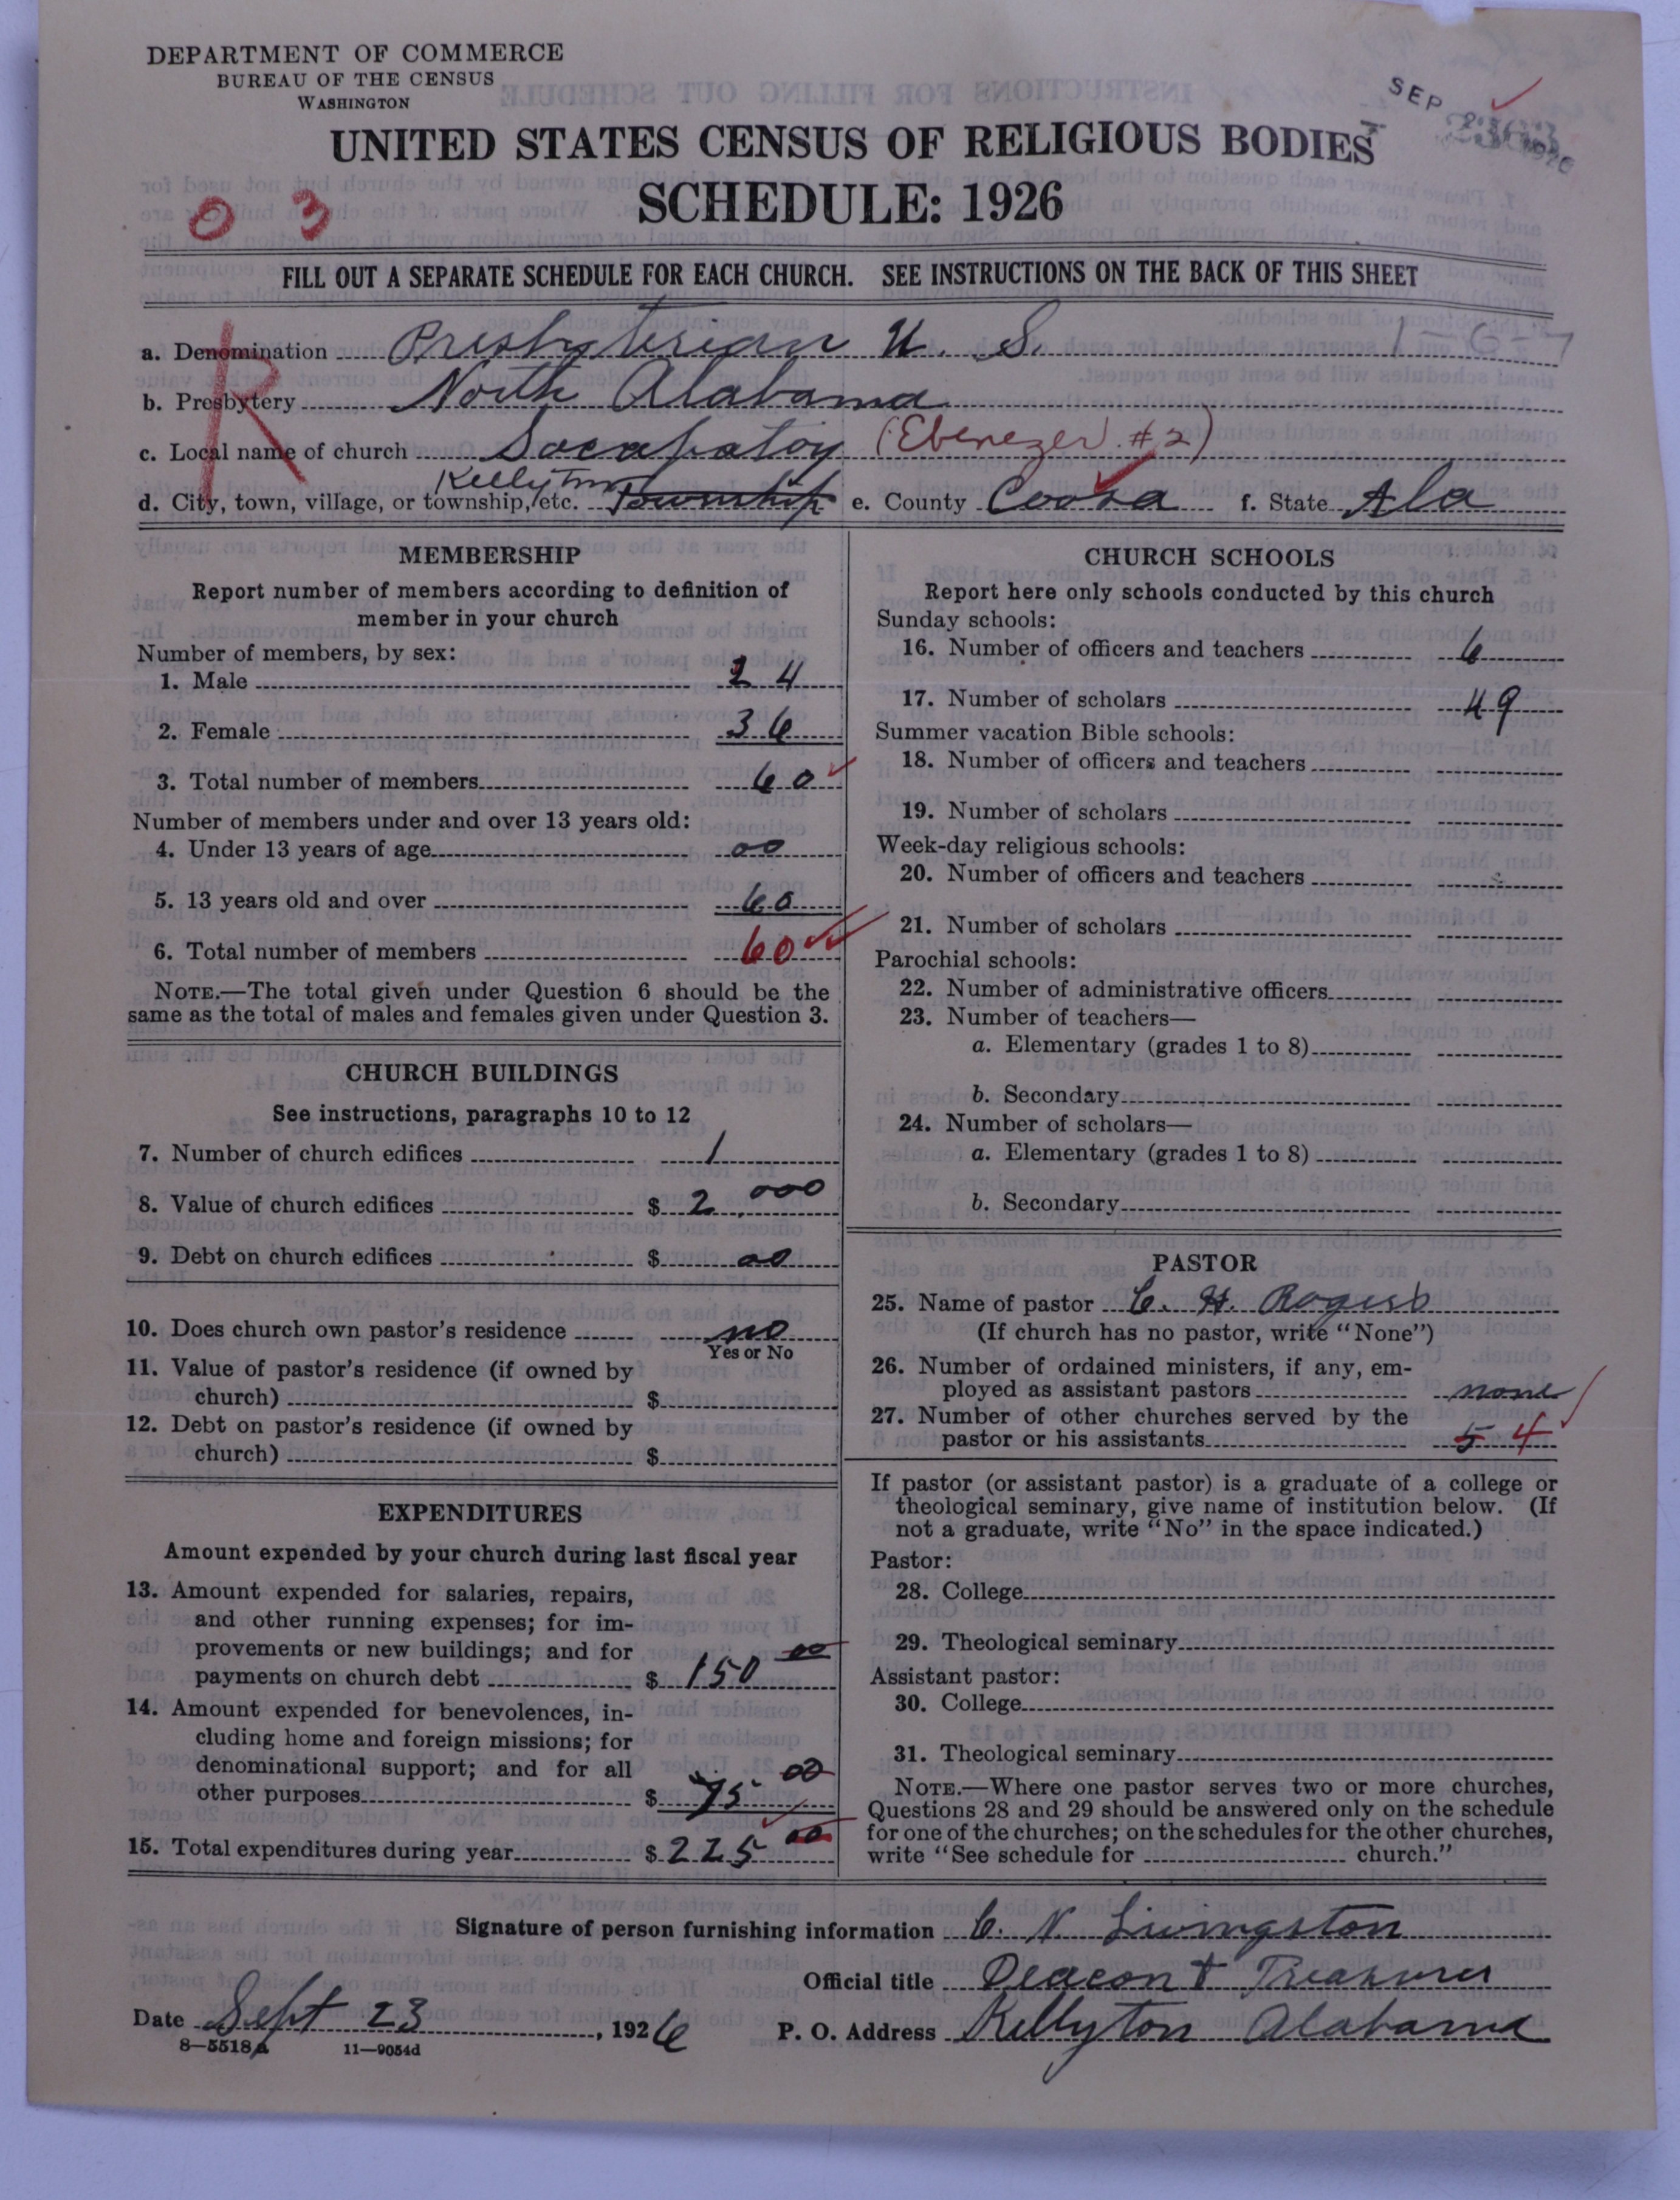 DEPARTMENT OF COMMERCE
BUREAU OF THE CENSUS
WASHINGTON
SEP
1926
UNITED STATES CENSUS OF RELIGIOUS BODIES
SCHEDULE: 1926
0 3
FILL OUT A SEPARATE SCHEDULE FOR EACH CHURCH. SEE INSTRUCTIONS ON THE BACK OF THIS SHEET
R
a. Denomination Presbyterian U. S. 1-6-7
b. Presbytery North Alabama
c. Local name of church Socapatoy (Ebenezer #2)
d. City, town, village, or township, etc. Kellyton Township e. County Coosa f. State Ala
MEMBERSHIP
Report number of members according to definition of
member in your church
Number of members, by sex:
1. Male 24
2. Female 36
3. Total number of members 60
Number of members under and over 13 years old:
4. Under 13 years of age 00
5. 13 years old and over 60
6. Total number of members 60
NOTE.—The total given under Question 6 should be the
same as the total of males and females given under Question 3.
CHURCH BUILDINGS
See instructions, paragraphs 10 to 12
7. Number of church edifices 1
8. Value of church edifices $ 2,000
9. Debt on church edifices $ 00
10. Does church own pastor's residence no
Yes or No
11. Value of pastor's residence (if owned by
church) $
12. Debt on pastor's residence (if owned by
church) $
EXPENDITURES
Amount expended by your church during last fiscal year
13. Amount expended for salaries, repairs,
and other running expenses; for im-
provements or new buildings; and for
payments on church debt $ 150 00
14. Amount expended for benevolences, in-
cluding home and foreign missions; for
denominational support; and for all
other purposes $ 75 00
15. Total expenditures during year $ 225 00
CHURCH SCHOOLS
Report here only schools conducted by this church
Sunday schools:
16. Number of officers and teachers 6
17. Number of scholars 49
Summer vacation Bible schools:
18. Number of officers and teachers
19. Number of scholars
Week-day religious schools:
20. Number of officers and teachers
21. Number of scholars
Parochial schools:
22. Number of administrative officers
23. Number of teachers—
a. Elementary (grades 1 to 8)
b. Secondary
24. Number of scholars—
a. Elementary (grades 1 to 8)
b. Secondary
PASTOR
25. Name of pastor C. H. Rogers
(If church has no pastor, write "None")
26. Number of ordained ministers, if any, em-
ployed as assistant pastors none
27. Number of other churches served by the
pastor or his assistants 5 4
If pastor (or assistant pastor) is a graduate of a college or
theological seminary, give name of institution below. (If
not a graduate, write "No" in the space indicated.)
Pastor:
28. College
29. Theological seminary
Assistant pastor:
30. College
31. Theological seminary
NOTE.—Where one pastor serves two or more churches,
Questions 28 and 29 should be answered only on the schedule
for one of the churches; on the schedules for the other churches,
write "See schedule for church."
Signature of person furnishing information C. N. Livingston
Official title Deacon & Treasurer
Date Sept 23, 1926 P. O. Address Kellyton Alabama
8—5518a 11—9054d